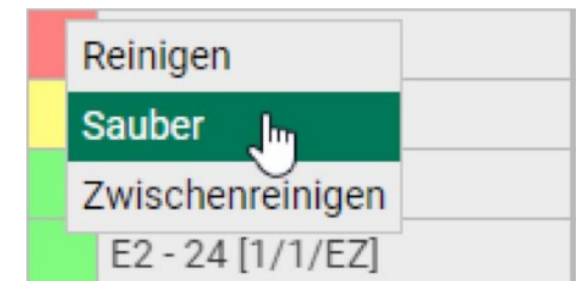 Reinigen
Sauber
Zwischenreinigen
E2 - 24 [1/1/EZ]